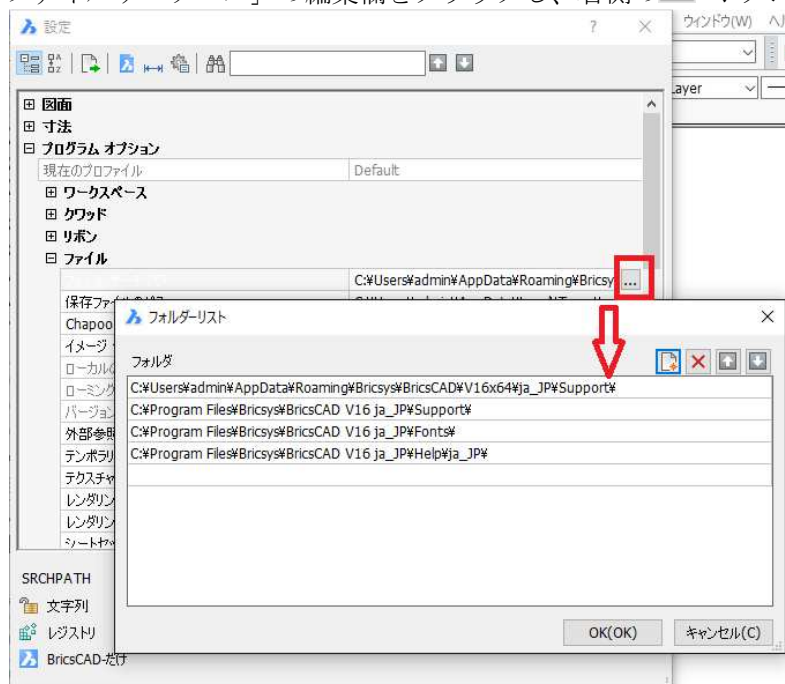 設定
ウィンドウ(W)
図面
寸法
プログラム オプション
現在のプロファイル Default
ワークスペース
クワッド
リボン
ファイル
C:¥Users¥admin¥AppData¥Roaming¥Bricsy ...
保存ファ
フォルダーリスト
Chapoo
イメージ
フォルダ
C:¥Users¥admin¥AppData¥Roaming¥Bricsys¥BricsCAD¥V16x64¥ja_JP¥Support¥
C:¥Program Files¥Bricsys¥BricsCAD V16 ja_JP¥Support¥
C:¥Program Files¥Bricsys¥BricsCAD V16 ja_JP¥Fonts¥
C:¥Program Files¥Bricsys¥BricsCAD V16 ja_JP¥Help¥ja_JP¥
ローカル
ローミング
バージョン
外部参照
テンポラリ
テクスチャ
レンダリン
レンダリン
シートセッ
SRCHPATH
文字列
レジストリ
BricsCAD-だけ
OK(OK) キャンセル(C)